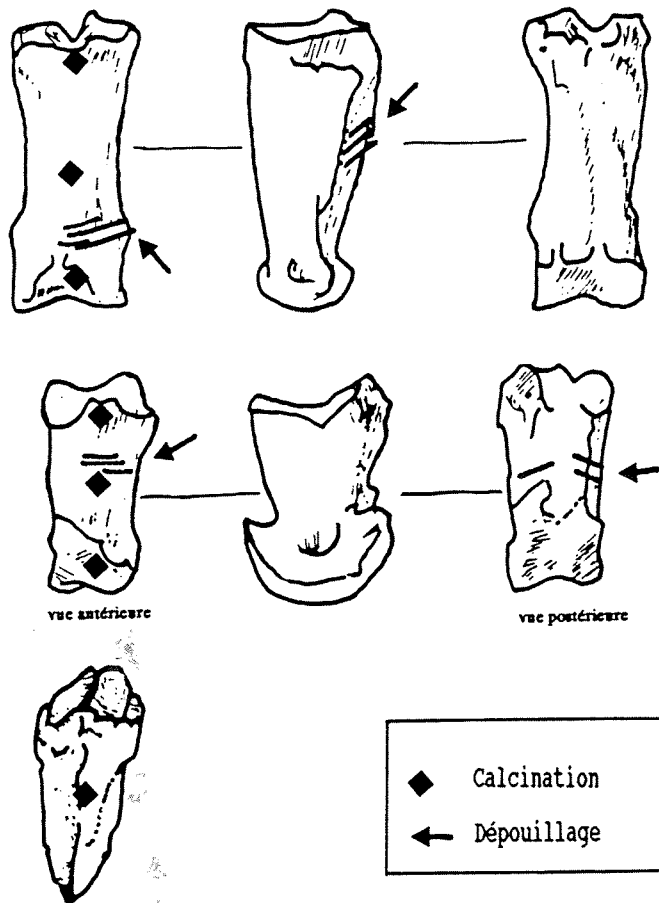 vue antérieure
vue postérieure
Calcination
Dépouillage